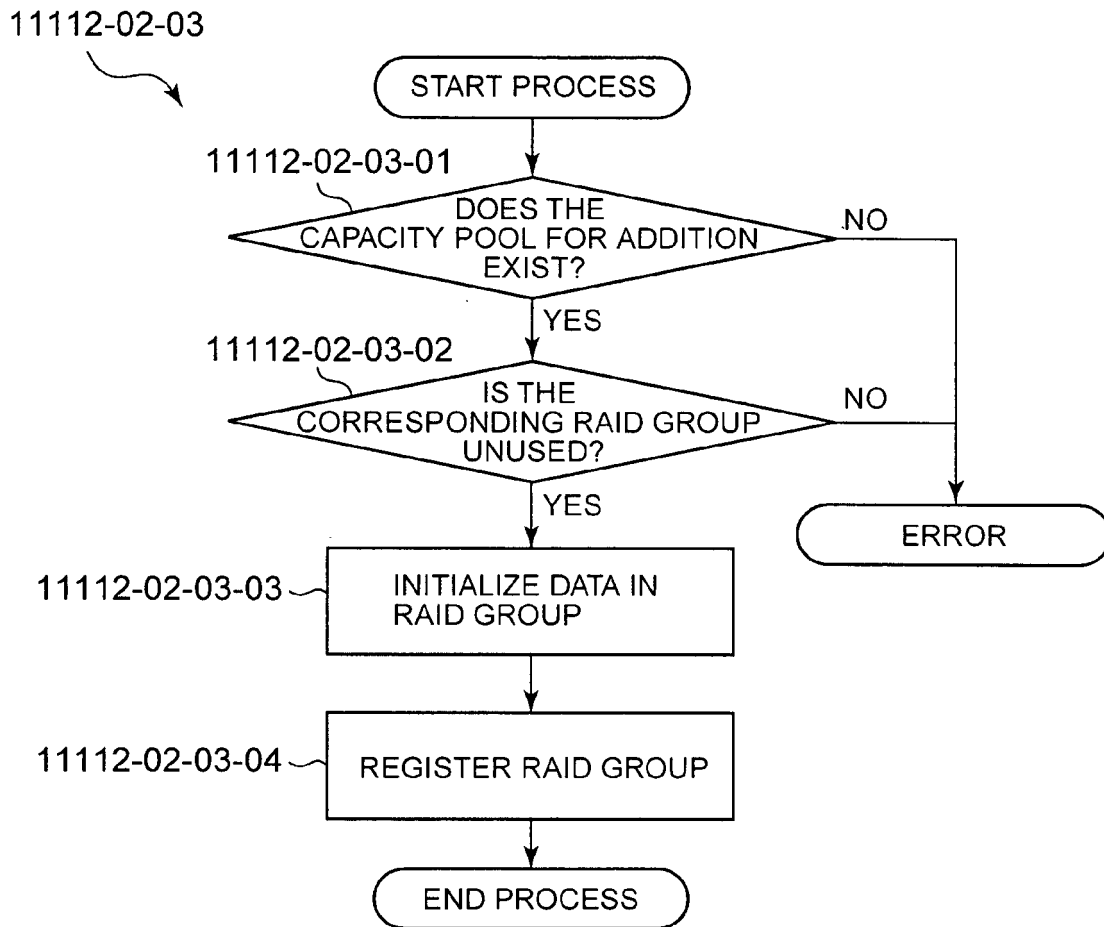 11112-02-03
START PROCESS
11112-02-03-01
DOES THE
CAPACITY POOL FOR ADDITION
EXIST?
NO
YES
11112-02-03-02
IS THE
CORRESPONDING RAID GROUP
UNUSED?
NO
YES
ERROR
11112-02-03-03
INITIALIZE DATA IN
RAID GROUP
11112-02-03-04
REGISTER RAID GROUP
END PROCESS